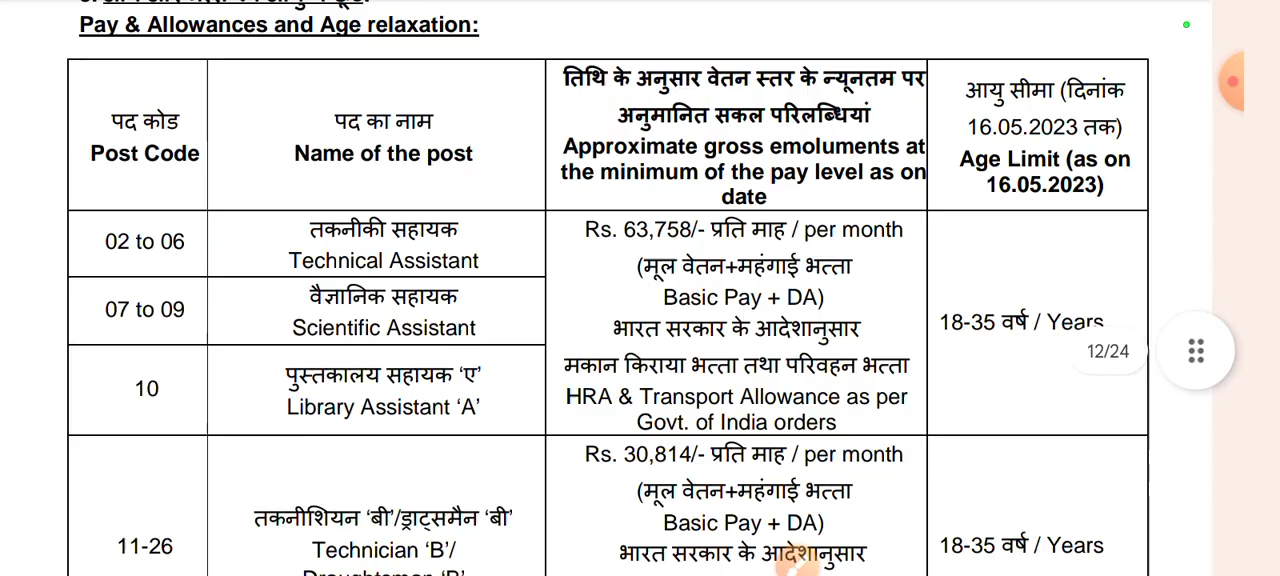 Pay & Allowances and Age relaxation:
पद कोड
Post Code
पद का नाम
Name of the post
तिथि के अनुसार वेतन स्तर के न्यूनतम पर
अनुमानित सकल परिलब्धियां
Approximate gross emoluments at
the minimum of the pay level as on
date
आयु सीमा (दिनांक
16.05.2023 तक)
Age Limit (as on
16.05.2023)
02 to 06
तकनीकी सहायक
Technical Assistant
07 to 09
वैज्ञानिक सहायक
Scientific Assistant
10
पुस्तकालय सहायक ‘ए’
Library Assistant ‘A’
Rs. 63,758/- प्रति माह / per month
(मूल वेतन+महंगाई भत्ता
Basic Pay + DA)
भारत सरकार के आदेशानुसार
मकान किराया भत्ता तथा परिवहन भत्ता
HRA & Transport Allowance as per
Govt. of India orders
18-35 वर्ष / Years
12/24
11-26
तकनीशियन ‘बी’/ड्राट्समैन ‘बी’
Technician ‘B’/
Draughtsman ‘B’
Rs. 30,814/- प्रति माह / per month
(मूल वेतन+महंगाई भत्ता
Basic Pay + DA)
भारत सरकार के आदेशानुसार
18-35 वर्ष / Years